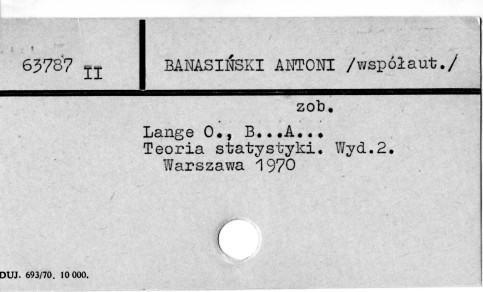 63787 II
BANASIŃSKI ANTONI /współaut./
zob.
Lange O., B...A...
Teoria statystyki. Wyd.2.
Warszawa 1970
DUJ. 693/70. 10 000.